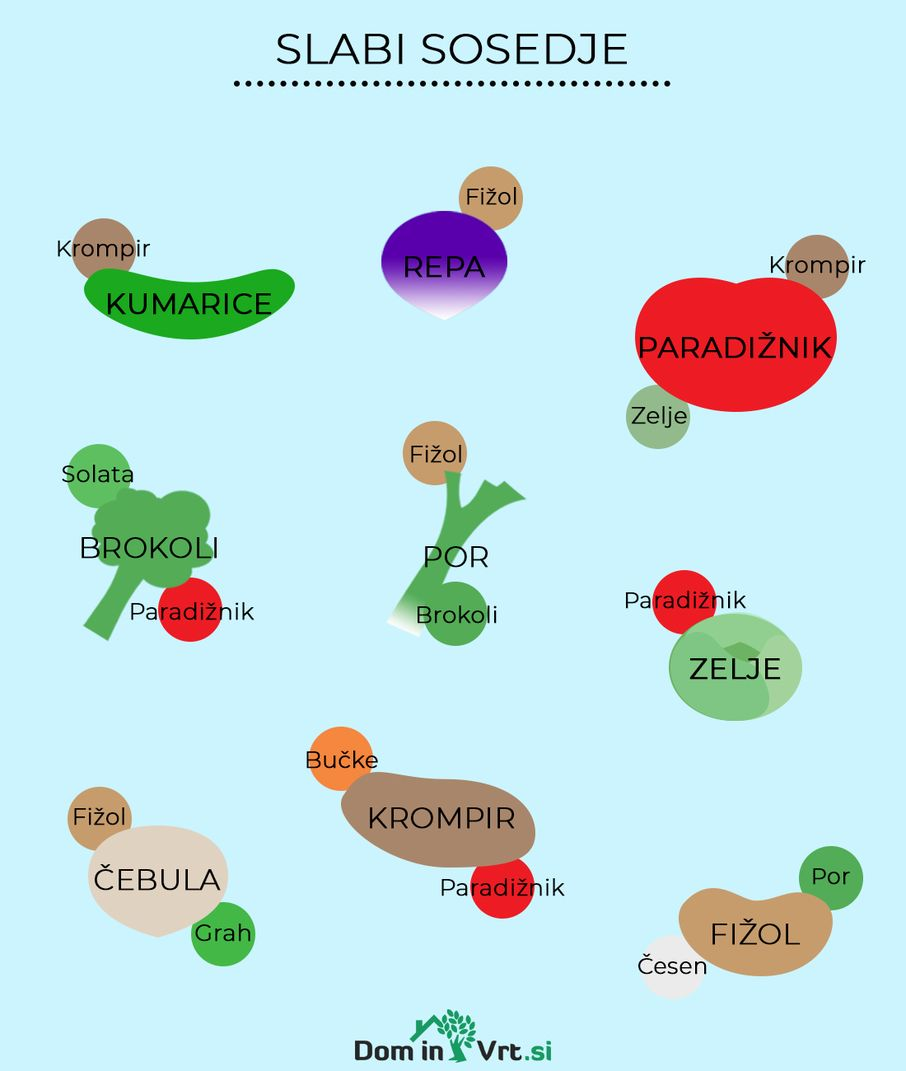 SLABI SOSEDJE
Krompir
KUMARICE
Fižol
REPA
Krompir
PARADIŽNIK
Zelje
Solata
BROKOLI
Paradižnik
Fižol
POR
Brokoli
Paradižnik
ZELJE
Fižol
ČEBULA
Grah
Bučke
KROMPIR
Paradižnik
Por
FIŽOL
Česen
Dom in Vrt.si